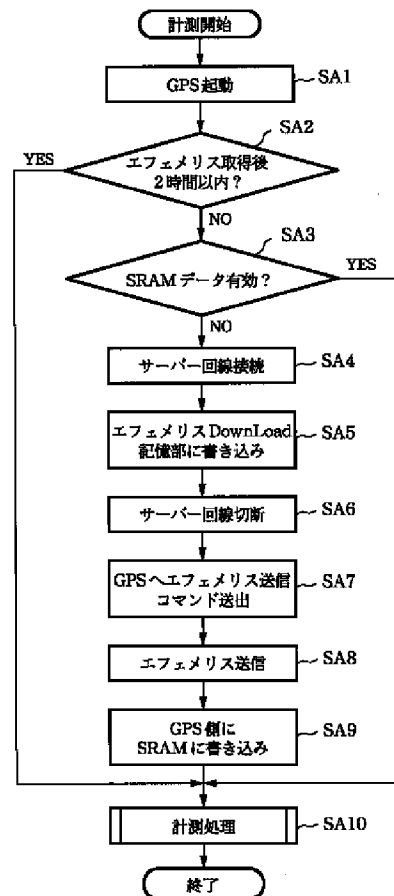 計測開始
GPS起動
SA1
SA2
YES
エフェメリス取得後
2時間以内?
NO
SA3
YES
SRAMデータ有効?
NO
サーバー回線接続
SA4
エフェメリスDownLoad
記憶部に書き込み
SA5
サーバー回線切断
SA6
GPSへエフェメリス送信
コマンド送出
SA7
エフェメリス送信
SA8
GPS側に
SRAMに書き込み
SA9
計測処理
SA10
終了